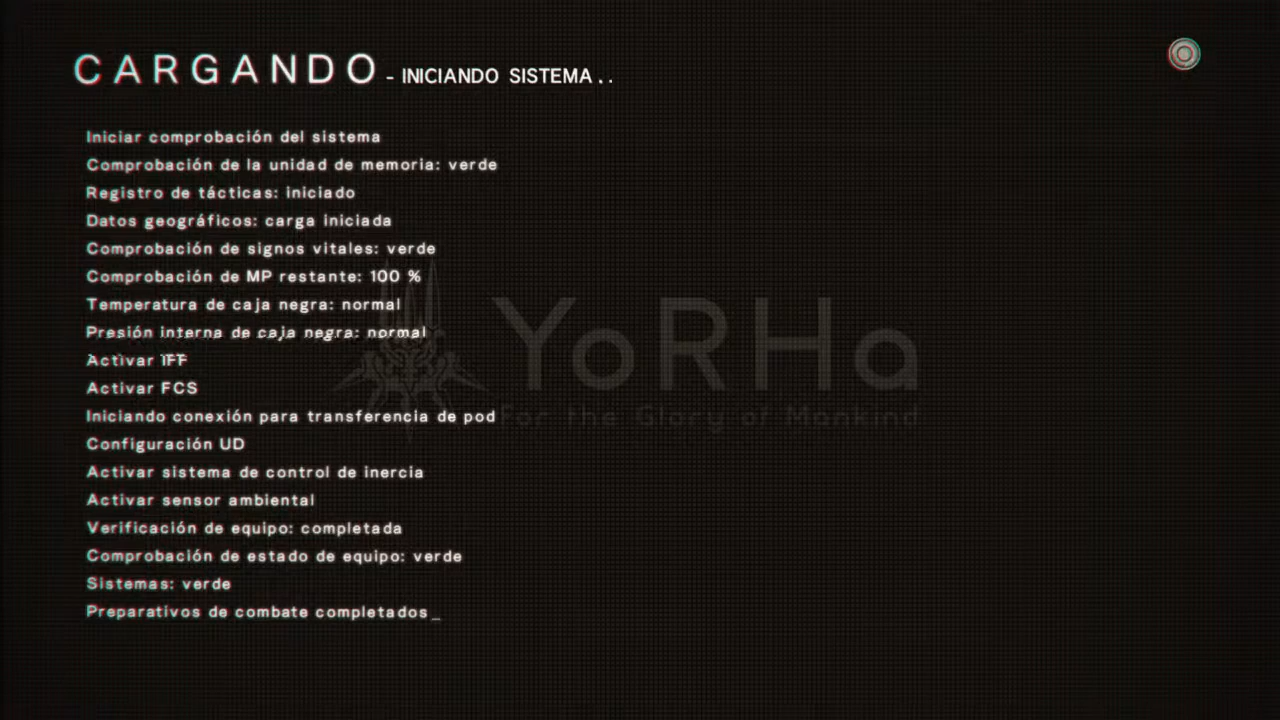 CARGANDO - INICIANDO SISTEMA . .
Iniciar comprobación del sistema
Comprobación de la unidad de memoria: verde
Registro de tácticas: iniciado
Datos geográficos: carga iniciada
Comprobación de signos vitales: verde
Comprobación de MP restante: 100 %
Temperatura de caja negra: normal
Presión interna de caja negra: normal
Activar IFF
Activar FCS
Iniciando conexión para transferencia de pod
Configuración UD
Activar sistema de control de inercia
Activar sensor ambiental
Verificación de equipo: completada
Comprobación de estado de equipo: verde
Sistemas: verde
Preparativos de combate completados_
YoRHa
For the Glory of Mankind